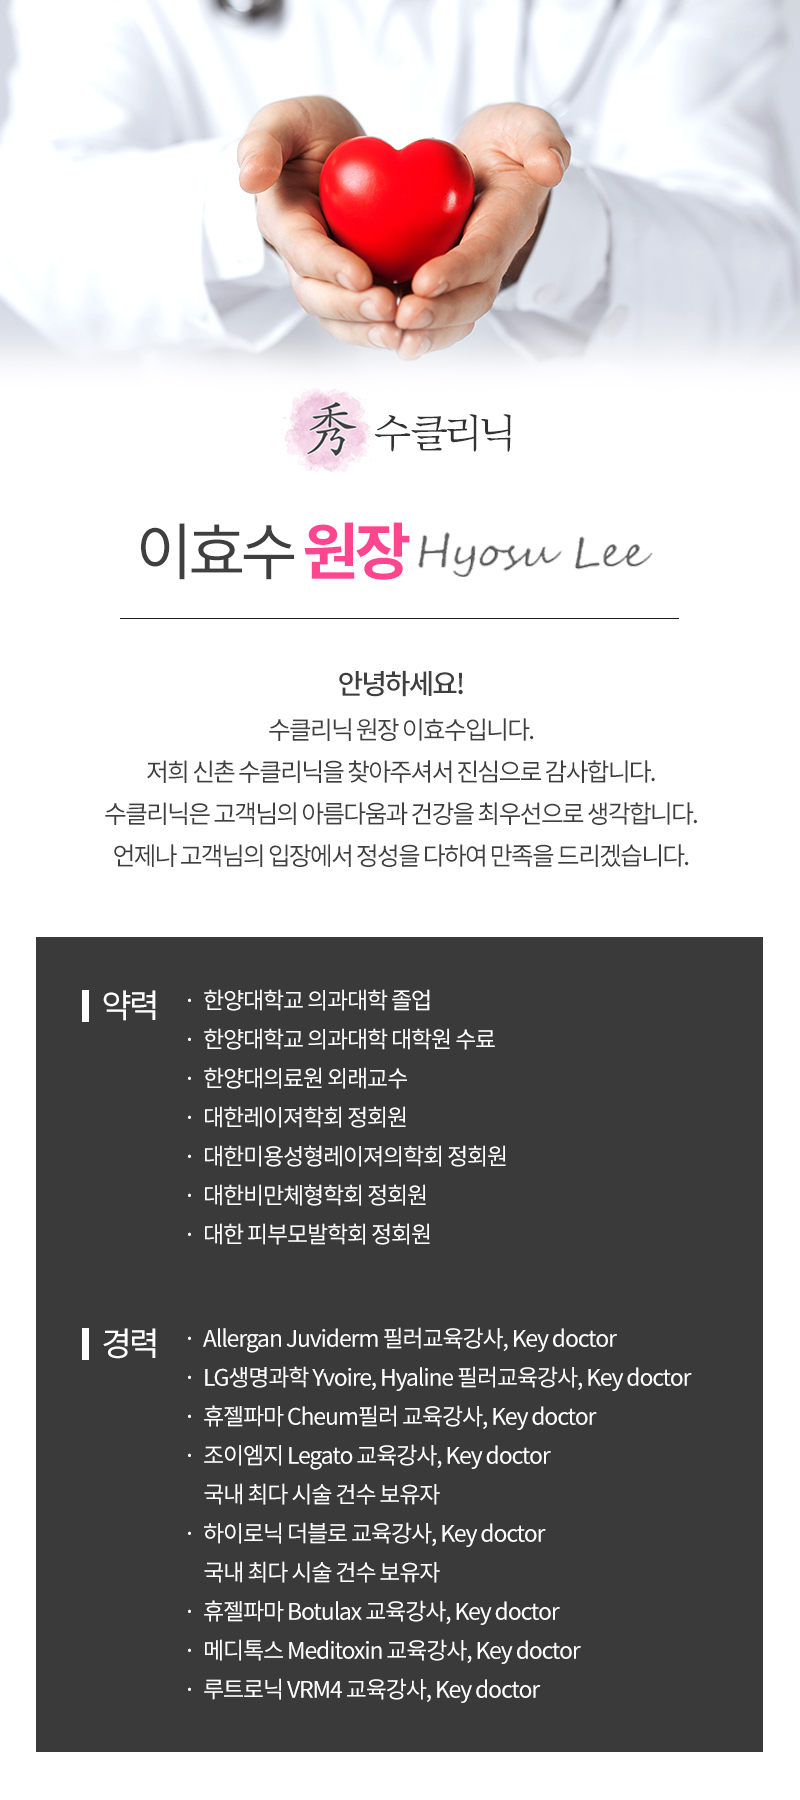 秀 수클리닉
이효수 원장 Hyosu Lee
안녕하세요!
수클리닉 원장 이효수입니다.
저희 신촌 수클리닉을 찾아주셔서 진심으로 감사합니다.
수클리닉은 고객님의 아름다움과 건강을 최우선으로 생각합니다.
언제나 고객님의 입장에서 정성을 다하여 만족을 드리겠습니다.
약력
· 한양대학교 의과대학 졸업
· 한양대학교 의과대학 대학원 수료
· 한양대의료원 외래교수
· 대한레이져학회 정회원
· 대한미용성형레이져의학회 정회원
· 대한비만체형학회 정회원
· 대한 피부모발학회 정회원
경력
· Allergan Juviderm 필러교육강사, Key doctor
· LG생명과학 Yvoire, Hyaline 필러교육강사, Key doctor
· 휴젤파마 Cheum필러 교육강사, Key doctor
· 조이엠지 Legato 교육강사, Key doctor
국내 최다 시술 건수 보유자
· 하이로닉 더블로 교육강사, Key doctor
국내 최다 시술 건수 보유자
· 휴젤파마 Botulax 교육강사, Key doctor
· 메디톡스 Meditoxin 교육강사, Key doctor
· 루트로닉 VRM4 교육강사, Key doctor